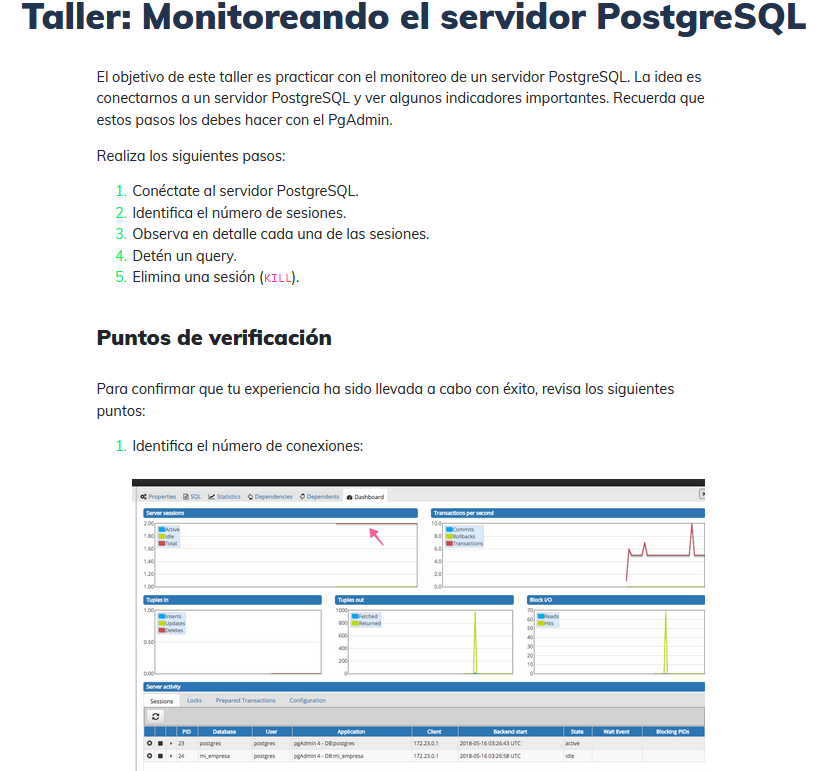 Taller: Monitoreando el servidor PostgreSQL
El objetivo de este taller es practicar con el monitoreo de un servidor PostgreSQL. La idea es
conectarnos a un servidor PostgreSQL y ver algunos indicadores importantes. Recuerda que
estos pasos los debes hacer con el PgAdmin.
Realiza los siguientes pasos:
1. Conéctate al servidor PostgreSQL.
2. Identifica el número de sesiones.
3. Observa en detalle cada una de las sesiones.
4. Detén un query.
5. Elimina una sesión (KILL).
Puntos de verificación
Para confirmar que tu experiencia ha sido llevada a cabo con éxito, revisa los siguientes
puntos:
1. Identifica el número de conexiones:
Properties SQL Statistics Dependencies Dependents Dashboard
Server sessions
2.00
1.80
1.60
1.40
1.20
1.00
Active
Idle
Total
Transactions per second
10.0
8.0
6.0
4.0
2.0
0.0
Commits
Rollbacks
Transactions
Tuples in
1.00
0.50
0.00
Inserts
Updates
Deletes
Tuples out
1000
800
600
400
200
0
Fetched
Returned
Block I/O
70
60
50
40
30
20
10
0
Reads
Hits
Server activity
Sessions Locks Prepared Transactions Configuration
PID Database User Application Client Backend start State Wait Event Blocking PIDs
23 postgres postgres pgAdmin 4 - DB:postgres 172.23.0.1 2018-05-16 03:26:43 UTC active
24 mi_empresa postgres pgAdmin 4 - DB:mi_empresa 172.23.0.1 2018-05-16 03:26:58 UTC idle